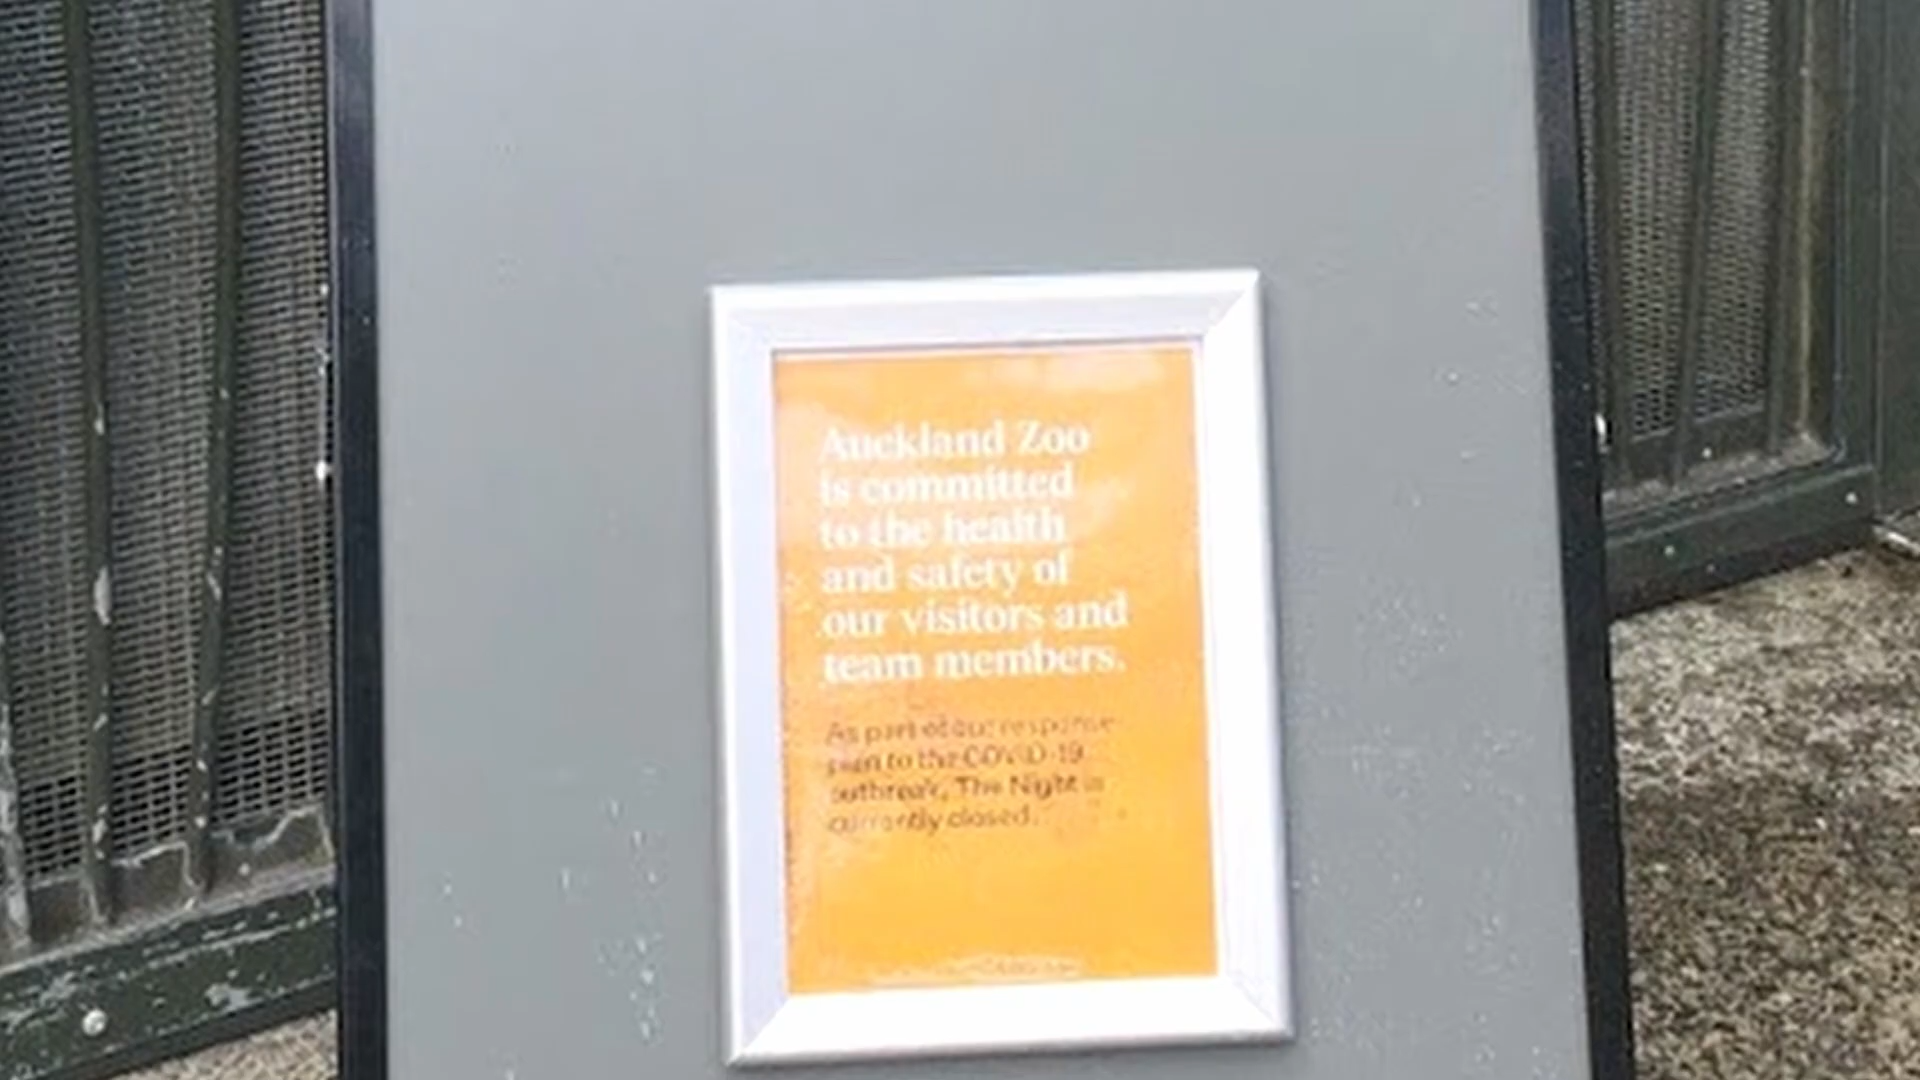 Auckland Zoo
is committed
to the health
and safety of
our visitors and
team members.
As part of our response
plan to the COVID-19
outbreak, The Night is
currently closed.